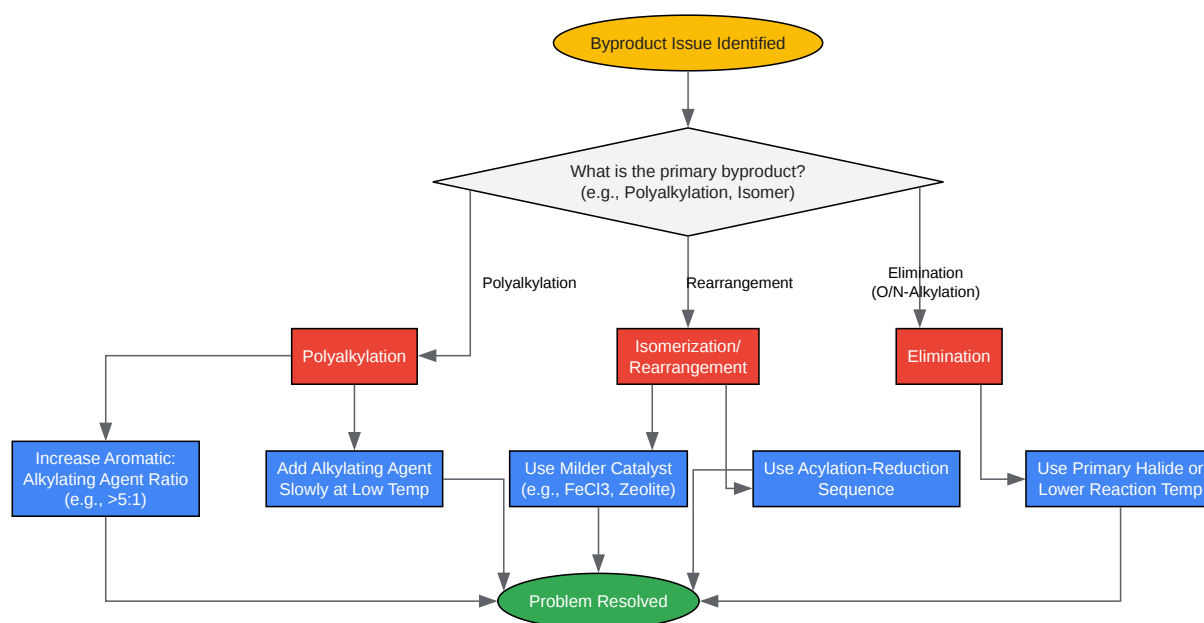 Byproduct Issue Identified
What is the primary byproduct?
(e.g., Polyalkylation, Isomer)
Polyalkylation
Rearrangement
Elimination
(O/N-Alkylation)
Polyalkylation
Isomerization/
Rearrangement
Elimination
Increase Aromatic:
Alkylating Agent Ratio
(e.g., >5:1)
Add Alkylating Agent
Slowly at Low Temp
Use Milder Catalyst
(e.g., FeCl3, Zeolite)
Use Acylation-Reduction
Sequence
Use Primary Halide or
Lower Reaction Temp
Problem Resolved